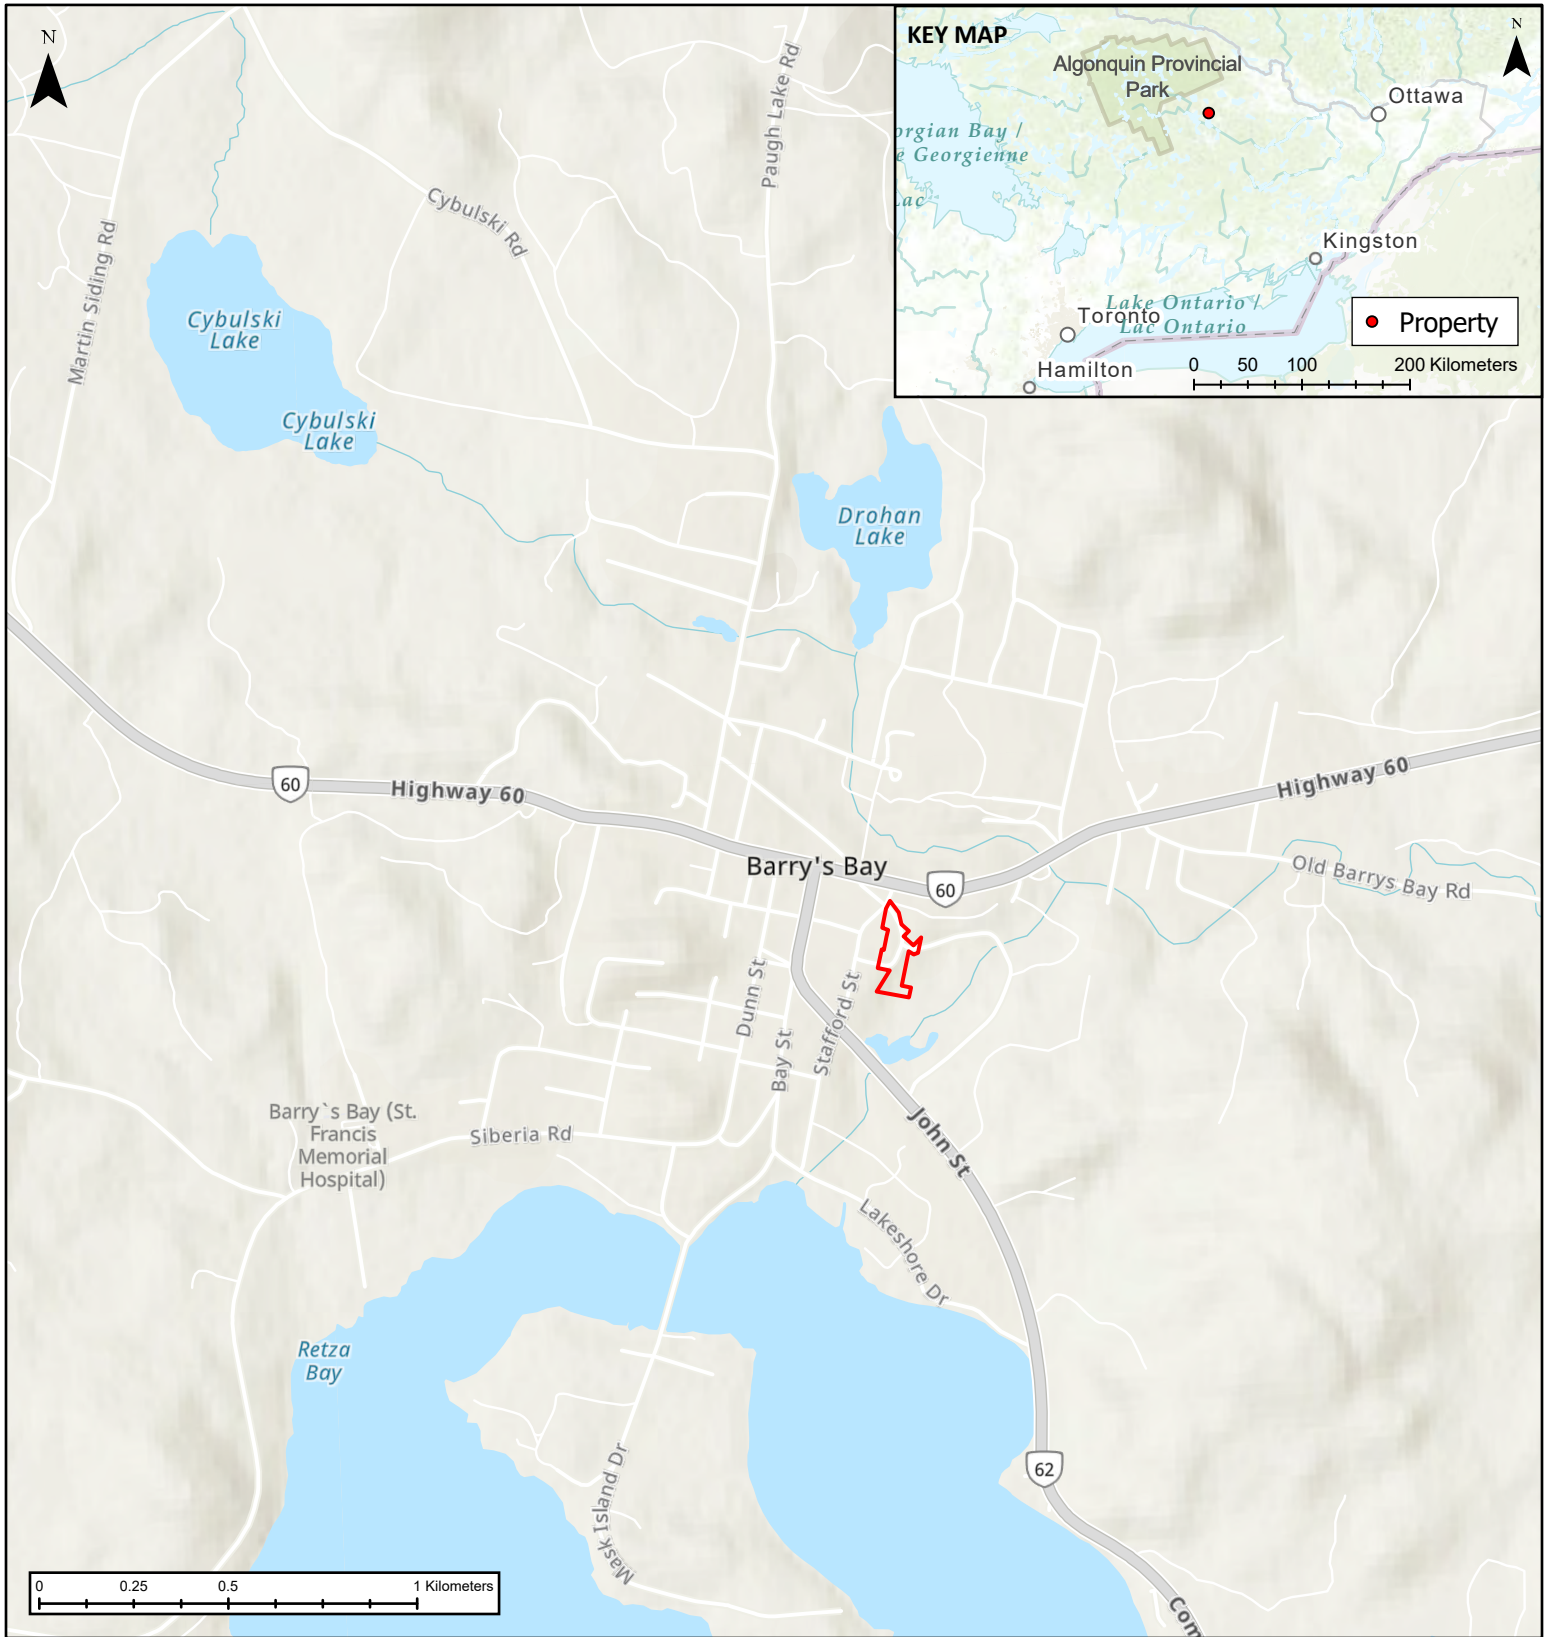 N
KEY MAP
N
Algonquin Provincial
Park
Ottawa
orgian Bay /
e Georgienne
Lac
Kingston
Lake Ontario /
Lac Ontario
Toronto
Hamilton
Property
0 50 100 200 Kilometers
Paugh Lake Rd
Cybulski Rd
Martin Siding Rd
Cybulski
Lake
Cybulski
Lake
Drohan
Lake
60
Highway 60
Highway 60
Barry's Bay
60
Old Barrys Bay Rd
Dunn St
Stafford St
Bay St
Barry`s Bay (St.
Francis
Memorial
Hospital)
Siberia Rd
John St
Lakeshore Dr
Retza
Bay
Mask Island Dr
62
Com
0 0.25 0.5 1 Kilometers